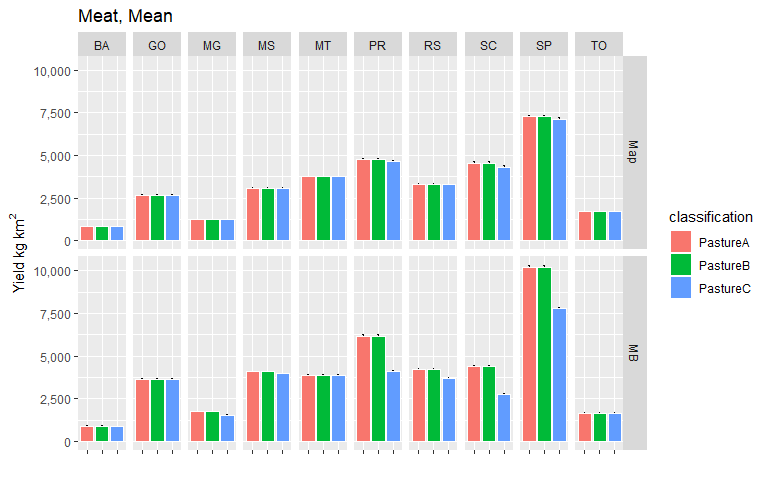 Meat, Mean
BA GO MG MS MT PR RS SC SP TO
10,000
7,500
5,000
2,500
0
Map
10,000
7,500
5,000
2,500
0
MB
Yield kg km²
classification
PastureA
PastureB
PastureC